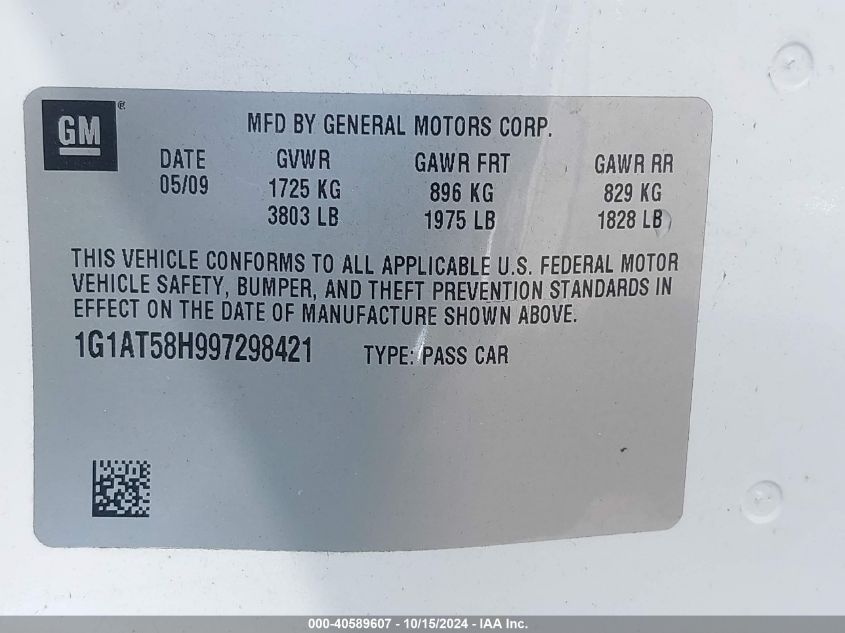 GM®
MFD BY GENERAL MOTORS CORP.
DATE GVWR GAWR FRT GAWR RR
05/09 1725 KG 896 KG 829 KG
3803 LB 1975 LB 1828 LB
THIS VEHICLE CONFORMS TO ALL APPLICABLE U.S. FEDERAL MOTOR
VEHICLE SAFETY, BUMPER, AND THEFT PREVENTION STANDARDS IN
EFFECT ON THE DATE OF MANUFACTURE SHOWN ABOVE.
1G1AT58H997298421 TYPE: PASS CAR
000-40589607 - 10/15/2024 - IAA Inc.